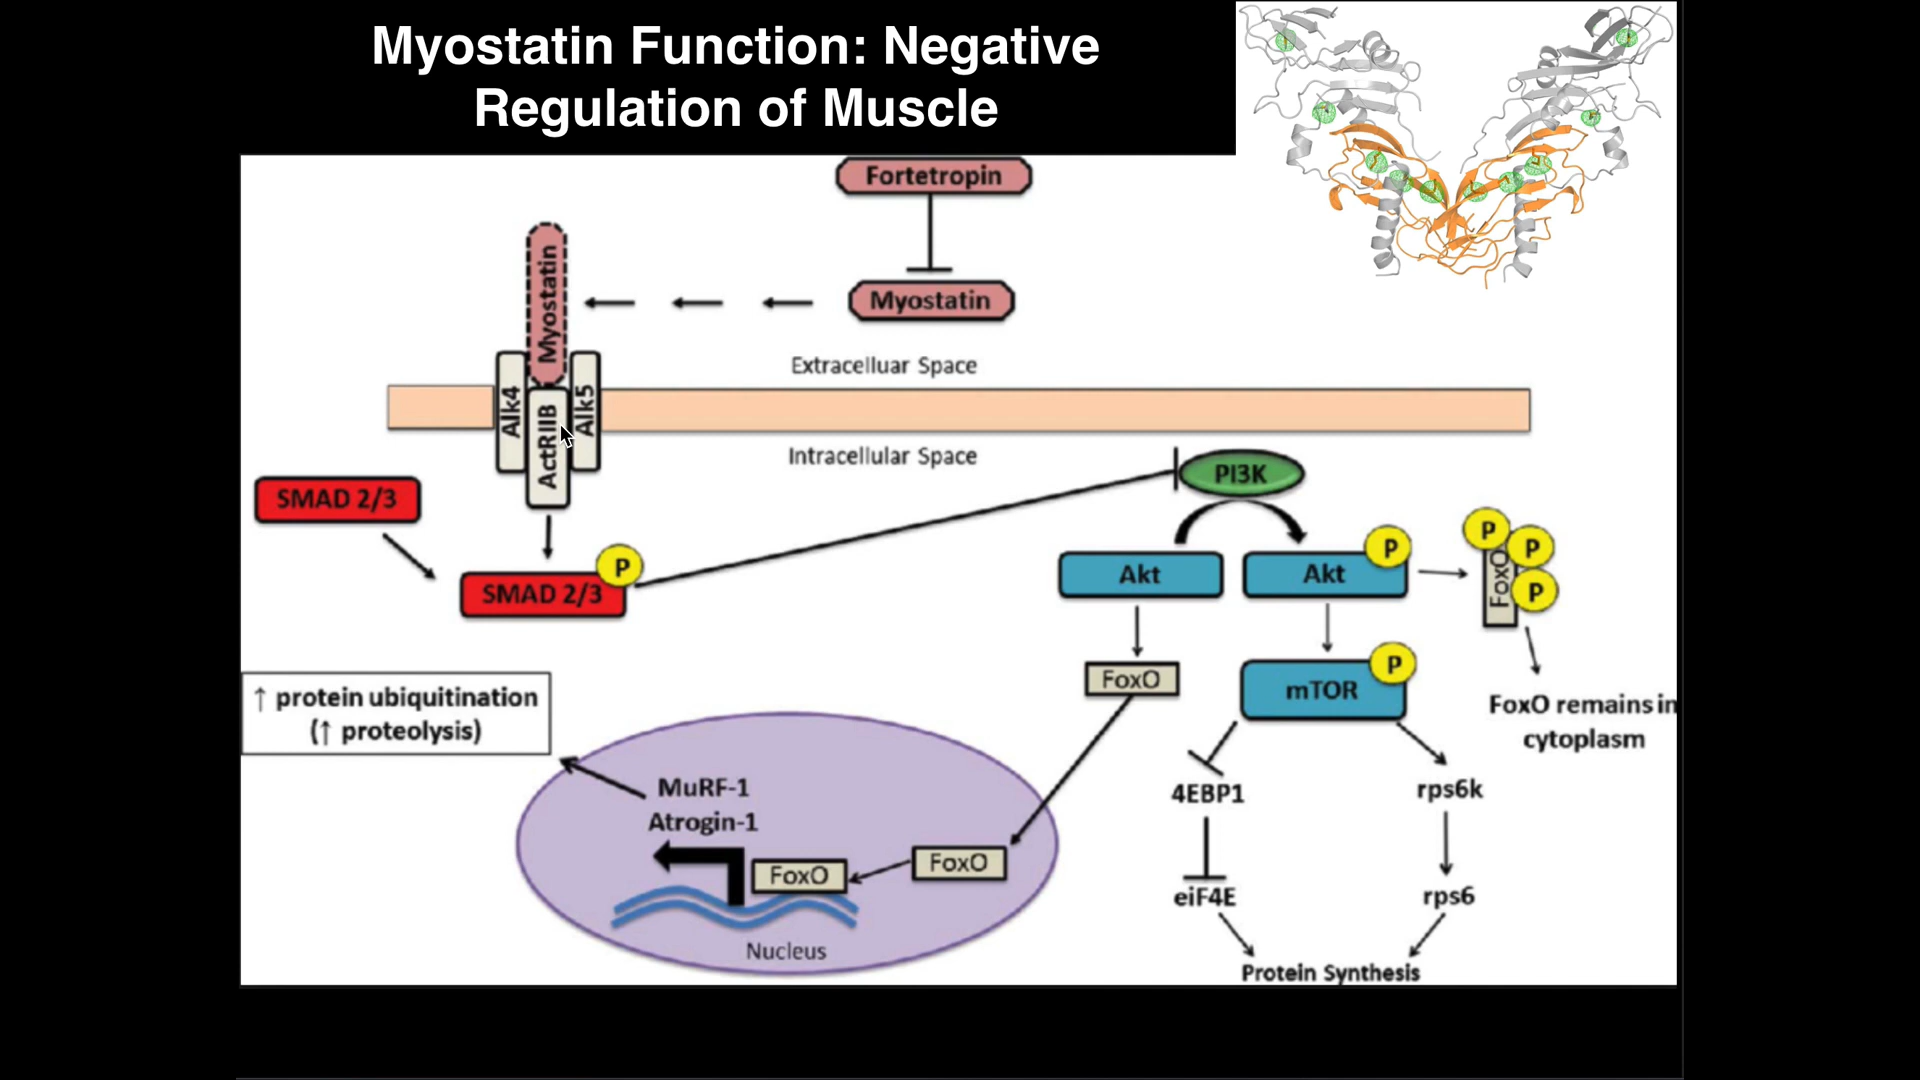 Myostatin Function: Negative
Regulation of Muscle
Fortetropin
Myostatin
Myostatin
Extracelluar Space
Alk4
ActRIIB
Alk5
Intracellular Space
PI3K
SMAD 2/3
SMAD 2/3
P
Akt
Akt
P
FoxO
P
P
P
FoxO
mTOR
P
FoxO remains in
cytoplasm
↑ protein ubiquitination
(↑ proteolysis)
MuRF-1
Atrogin-1
4EBP1
rps6k
FoxO
FoxO
eiF4E
rps6
Nucleus
Protein Synthesis